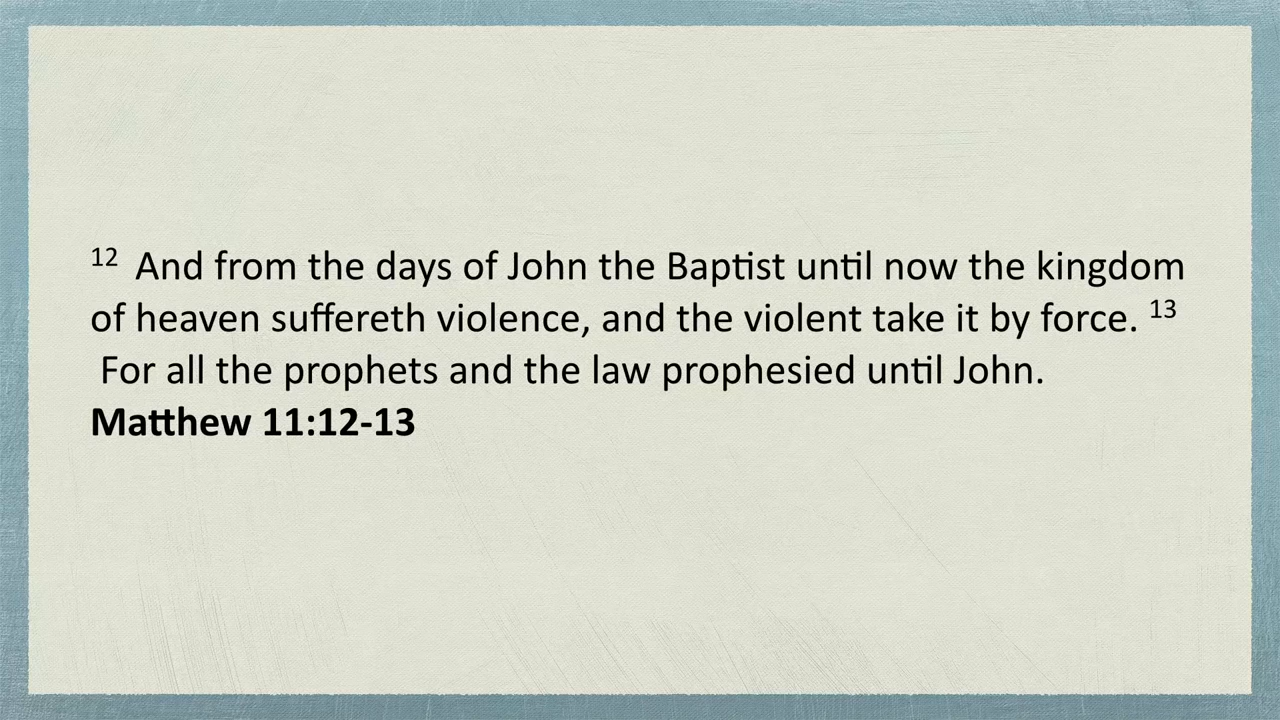 12 And from the days of John the Baptist until now the kingdom
of heaven suffereth violence, and the violent take it by force. 13
For all the prophets and the law prophesied until John.
Matthew 11:12-13